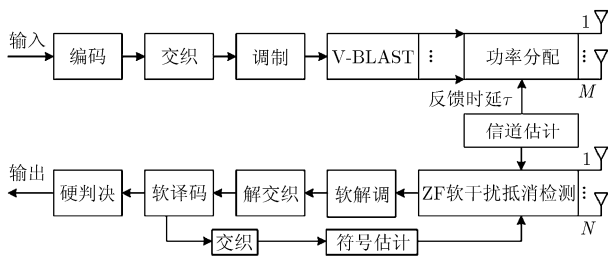 输入
编码
交织
调制
V-BLAST
⋮
功率分配
⋮
1
M
反馈时延τ
信道估计
输出
硬判决
软译码
解交织
软解调
ZF软干扰抵消检测
⋮
1
N
交织
符号估计